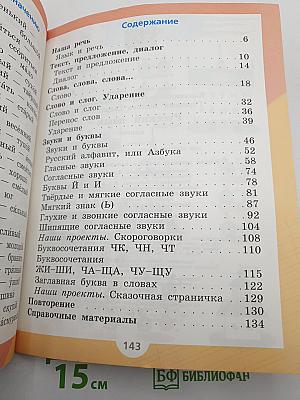 Содержание
Наша речь
Язык и речь 6
Текст, предложение, диалог
Текст и предложение 10
Диалог 14
Слова, слова, слова...
Слово 18
Слово и слог. Ударение
Слово и слог 32
Перенос слов 36
Ударение 39
Звуки и буквы
Звуки и буквы 46
Русский алфавит, или Азбука 52
Гласные звуки 58
Согласные звуки 74
Буквы Й и И 78
Твёрдые и мягкие согласные звуки 81
Мягкий знак (Ь) 87
Глухие и звонкие согласные звуки 92
Шипящие согласные звуки 104
Наши проекты. Скороговорки 108
Буквосочетания ЧК, ЧН, ЧТ 110
Буквосочетания
ЖИ–ШИ, ЧА–ЩА, ЧУ–ЩУ 115
Заглавная буква в словах 122
Наши проекты. Сказочная страничка 129
Повторение 130
Справочные материалы 134
143
15 см
БФ БИБЛИОФАН